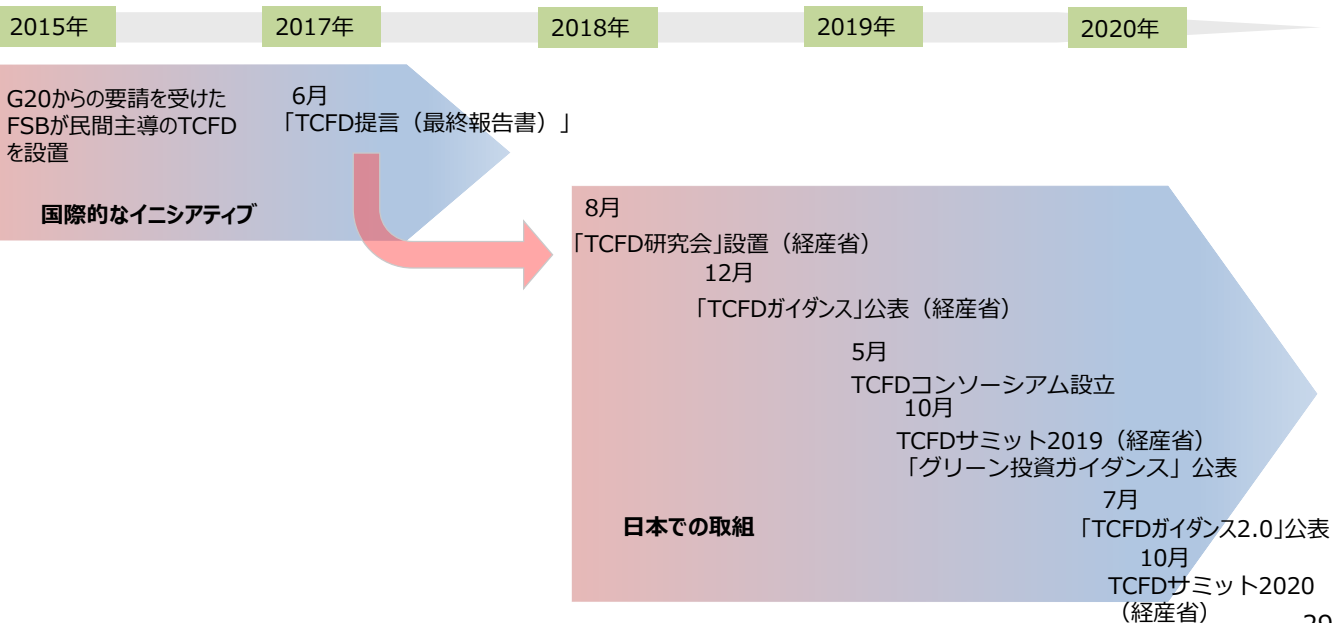 2015年
2017年
2018年
2019年
2020年
G20からの要請を受けた
FSBが民間主導のTCFD
を設置
国際的なイニシアティブ
6月
「TCFD提言（最終報告書）」
8月
「TCFD研究会」設置（経産省）
12月
「TCFDガイダンス」公表（経産省）
5月
TCFDコンソーシアム設立
10月
TCFDサミット2019（経産省）
「グリーン投資ガイダンス」公表
日本での取組
7月
「TCFDガイダンス2.0」公表
10月
TCFDサミット2020
（経産省）